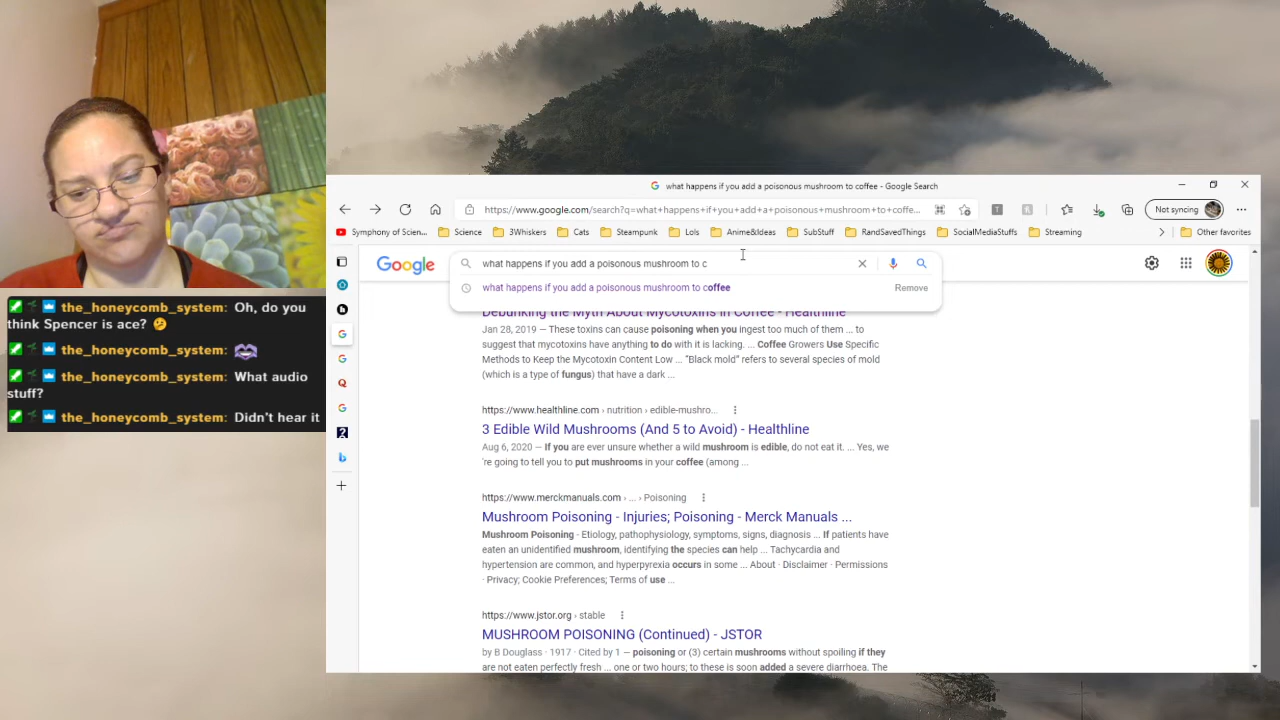 the_honeycomb_system: Oh, do you
think Spencer is ace?
the_honeycomb_system:
the_honeycomb_system: What audio
stuff?
the_honeycomb_system: Didn't hear it
what happens if you add a poisonous mushroom to coffee - Google Search
https://www.google.com/search?q=what+happens+if+you+add+a+poisonous+mushroom+to+coffe...
Not syncing
Symphony of Scien...
Science
3Whiskers
Cats
Steampunk
Lols
Anime&Ideas
SubStuff
RandSavedThings
SocialMediaStuffs
Streaming
Other favorites
Google
what happens if you add a poisonous mushroom to c
what happens if you add a poisonous mushroom to coffee
Remove
Debunking the Myth About Mycotoxins in Coffee - Healthline
Jan 28, 2019 — These toxins can cause poisoning when you ingest too much of them ... to
suggest that mycotoxins have anything to do with it is lacking. ... Coffee Growers Use Specific
Methods to Keep the Mycotoxin Content Low ... "Black mold" refers to several species of mold
(which is a type of fungus) that have a dark ...
https://www.healthline.com › nutrition › edible-mushro...
3 Edible Wild Mushrooms (And 5 to Avoid) - Healthline
Aug 6, 2020 — If you are ever unsure whether a wild mushroom is edible, do not eat it. ... Yes, we
're going to tell you to put mushrooms in your coffee (among ...
https://www.merckmanuals.com › ... › Poisoning
Mushroom Poisoning - Injuries; Poisoning - Merck Manuals ...
Mushroom Poisoning - Etiology, pathophysiology, symptoms, signs, diagnosis ... If patients have
eaten an unidentified mushroom, identifying the species can help ... Tachycardia and
hypertension are common, and hyperpyrexia occurs in some ... About · Disclaimer · Permissions
· Privacy; Cookie Preferences; Terms of use ...
https://www.jstor.org › stable
MUSHROOM POISONING (Continued) - JSTOR
by B Douglass · 1917 · Cited by 1 — poisoning or (3) certain mushrooms without spoiling if they
are not eaten perfectly fresh ... one or two hours; to these is soon added a severe diarrhoea. The